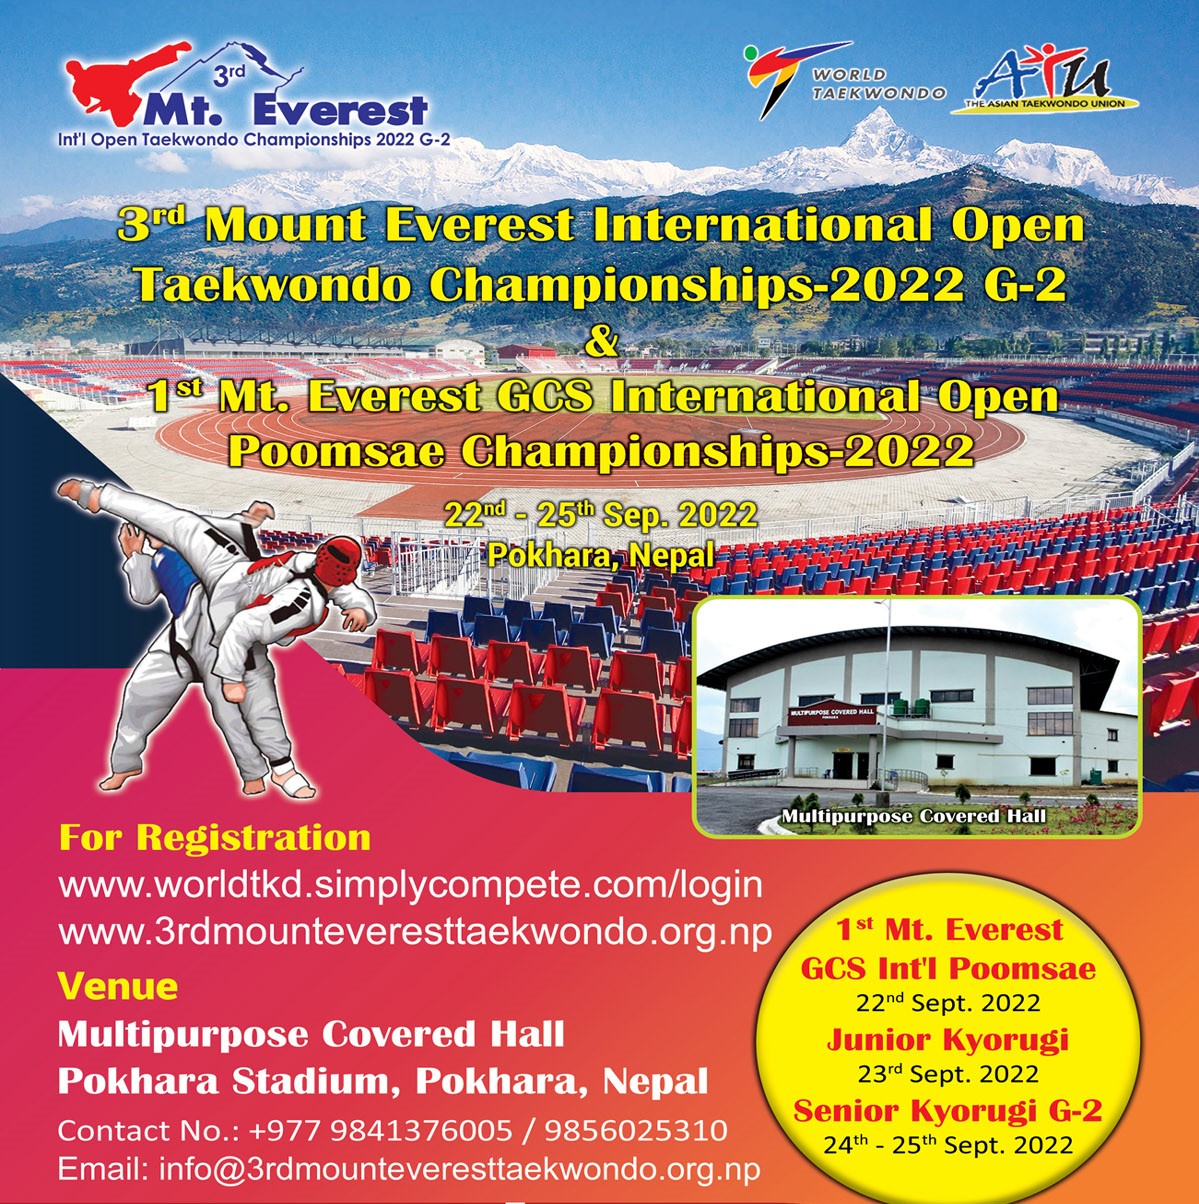 3rd
Mt. Everest
Int'l Open Taekwondo Championships 2022 G-2
WORLD
TAEKWONDO
ATU
THE ASIAN TAEKWONDO UNION
3rd Mount Everest International Open
Taekwondo Championships-2022 G-2
&
1st Mt. Everest GCS International Open
Poomsae Championships-2022
22nd - 25th Sep. 2022
Pokhara, Nepal
MULTIPURPOSE COVERED HALL
POKHARA
Multipurpose Covered Hall
For Registration
www.worldtkd.simplycompete.com/login
www.3rdmounteveresttaekwondo.org.np
Venue
Multipurpose Covered Hall
Pokhara Stadium, Pokhara, Nepal
Contact No.: +977 9841376005 / 9856025310
Email: info@3rdmounteveresttaekwondo.org.np
1st Mt. Everest
GCS Int'l Poomsae
22nd Sept. 2022
Junior Kyorugi
23rd Sept. 2022
Senior Kyorugi G-2
24th - 25th Sept. 2022